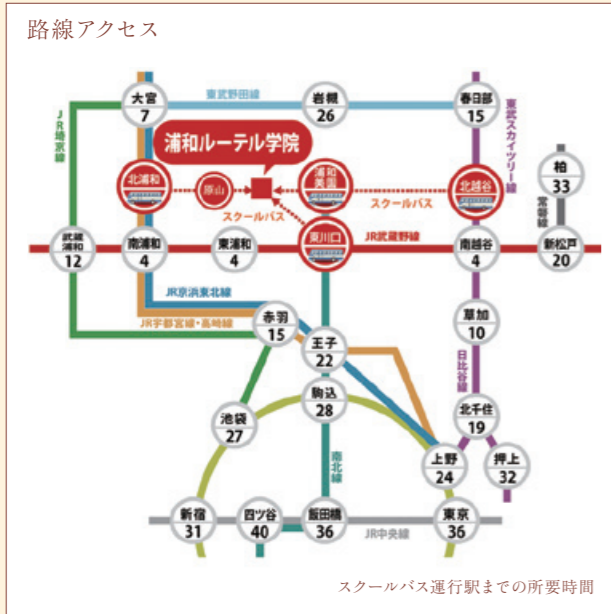 路線アクセス
大宮
7
東武野田線
岩槻
26
春日部
15
JR埼京線
東武スカイツリー線
浦和ルーテル学院
柏
33
北浦和
原山
浦和
美園
北越谷
スクールバス
スクールバス
常磐線
東川口
JR武蔵野線
武蔵
浦和
12
南浦和
4
東浦和
4
南越谷
4
新松戸
20
JR京浜東北線
JR宇都宮線・高崎線
赤羽
15
王子
22
草加
10
日比谷線
駒込
28
池袋
27
北千住
19
南北線
上野
24
押上
32
新宿
31
四ツ谷
40
飯田橋
36
東京
36
JR中央線
スクールバス運行駅までの所要時間